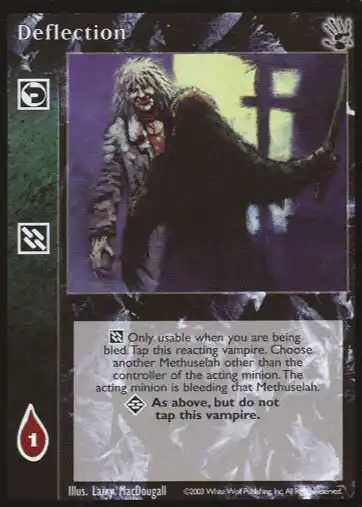 Deflection
Only usable when you are being
bled. Tap this reacting vampire. Choose
another Methuselah other than the
controller of the acting minion. The
acting minion is bleeding that Methuselah.
As above, but do not
tap this vampire.
1
Illus. Larry MacDougall ©2003 White Wolf Publishing, Inc. All Rights Reserved.